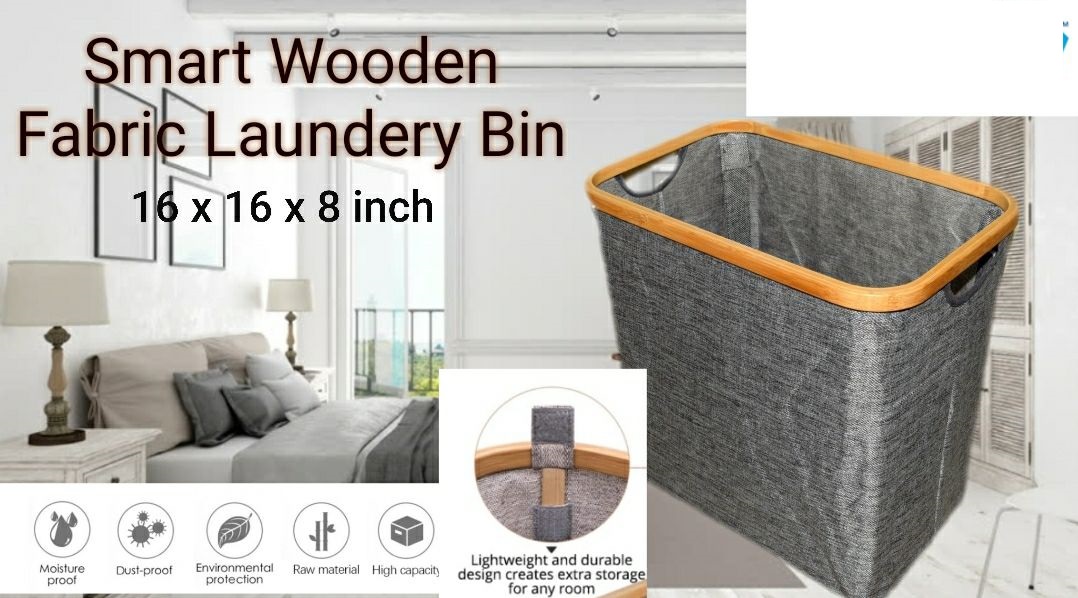 Smart Wooden
Fabric Laundery Bin
16 x 16 x 8 inch
Moisture
proof
Dust-proof
Environmental
protection
Raw material
High capacity
Lightweight and durable
design creates extra storage
for any room